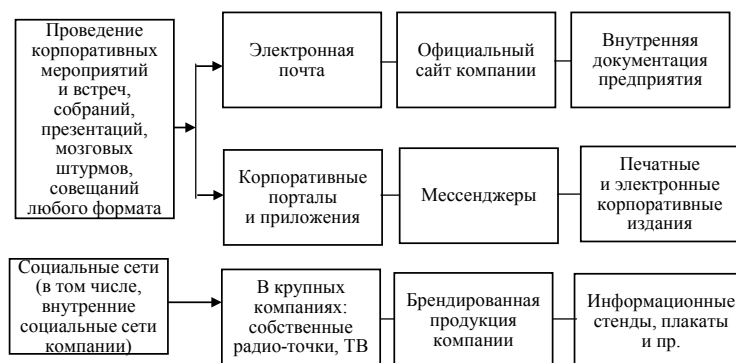 Проведение
корпоративных
мероприятий
и встреч,
собраний,
презентаций,
мозговых
штурмов,
совещаний
любого формата
Электронная
почта
Официальный
сайт компании
Внутренняя
документация
предприятия
Корпоративные
порталы
и приложения
Мессенджеры
Печатные
и электронные
корпоративные
издания
Социальные сети
(в том числе,
внутренние
социальные сети
компании)
В крупных
компаниях:
собственные
радио-точки, ТВ
Брендированная
продукция
компании
Информационные
стенды, плакаты
и пр.